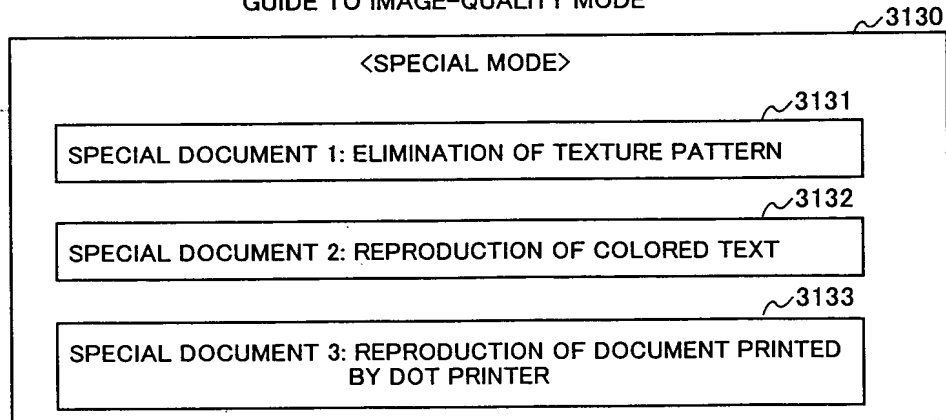 GUIDE TO IMAGE-QUALITY MODE
3130
<SPECIAL MODE>
3131
SPECIAL DOCUMENT 1: ELIMINATION OF TEXTURE PATTERN
3132
SPECIAL DOCUMENT 2: REPRODUCTION OF COLORED TEXT
3133
SPECIAL DOCUMENT 3: REPRODUCTION OF DOCUMENT PRINTED
BY DOT PRINTER